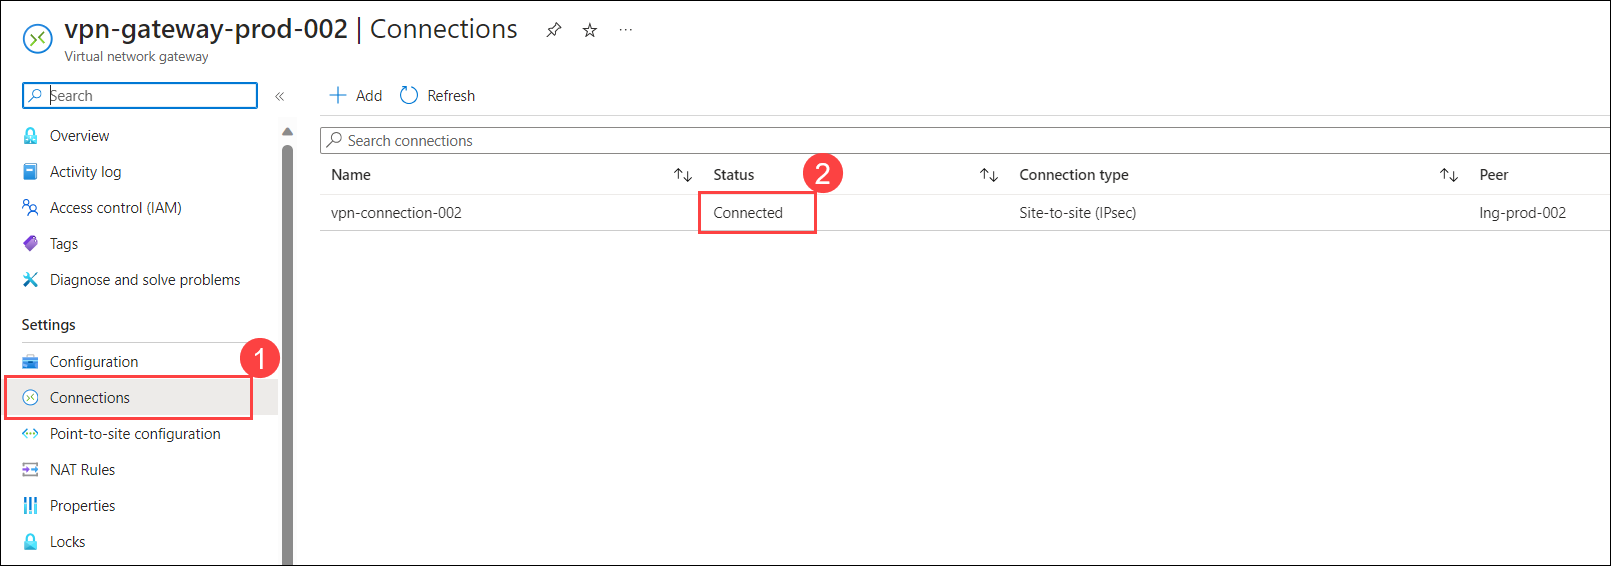 vpn-gateway-prod-002 | Connections
Virtual network gateway
Search
Add Refresh
Overview
Activity log
Access control (IAM)
Tags
Diagnose and solve problems
Settings
Configuration
1
Connections
Point-to-site configuration
NAT Rules
Properties
Locks
Search connections
Name Status 2 Connection type Peer
vpn-connection-002 Connected Site-to-site (IPsec) lng-prod-002